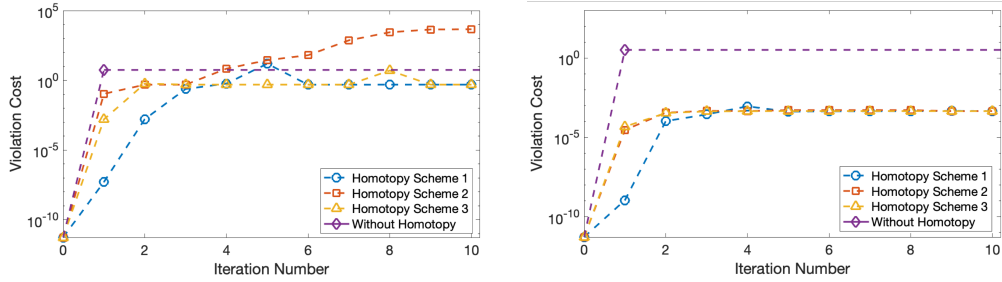 10^5
10^0
10^-5
10^-10
Violation Cost
0 2 4 6 8 10
Iteration Number
Homotopy Scheme 1
Homotopy Scheme 2
Homotopy Scheme 3
Without Homotopy
10^0
10^-5
10^-10
Violation Cost
0 2 4 6 8 10
Iteration Number
Homotopy Scheme 1
Homotopy Scheme 2
Homotopy Scheme 3
Without Homotopy